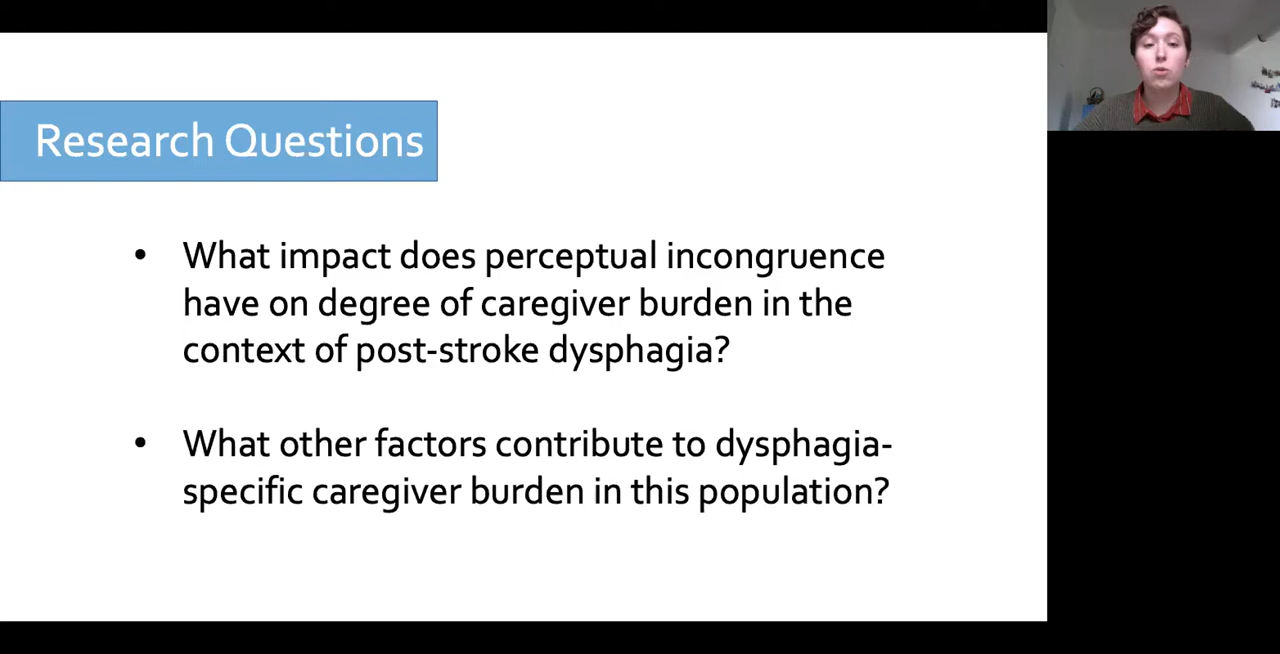 Research Questions
• What impact does perceptual incongruence
have on degree of caregiver burden in the
context of post-stroke dysphagia?
• What other factors contribute to dysphagia-
specific caregiver burden in this population?